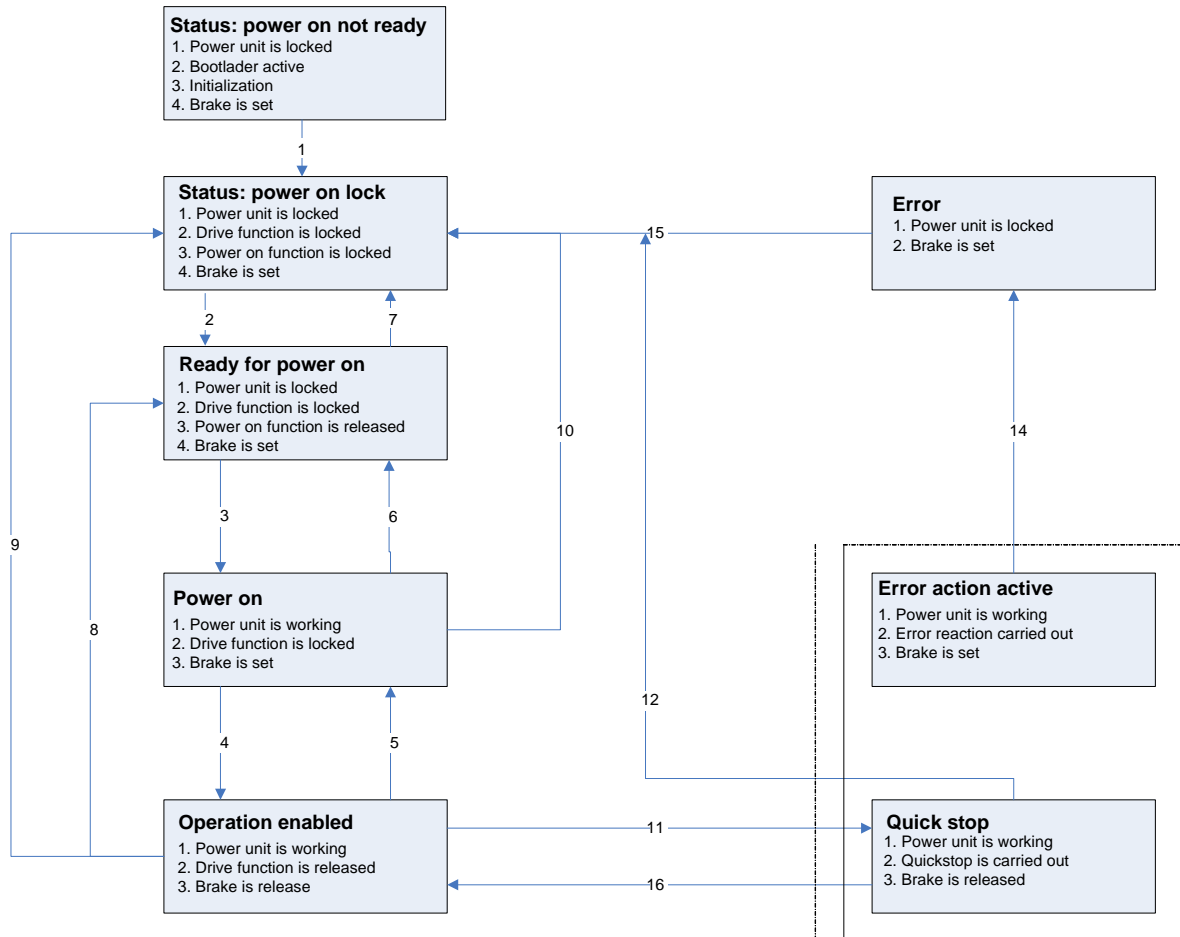 Status: power on not ready
1. Power unit is locked
2. Bootlader active
3. Initialization
4. Brake is set
1
Status: power on lock
1. Power unit is locked
2. Drive function is locked
3. Power on function is locked
4. Brake is set
15
Error
1. Power unit is locked
2. Brake is set
2
7
Ready for power on
1. Power unit is locked
2. Drive function is locked
3. Power on function is released
4. Brake is set
10
14
3
6
9
8
Power on
1. Power unit is working
2. Drive function is locked
3. Brake is set
Error action active
1. Power unit is working
2. Error reaction carried out
3. Brake is set
12
4
5
Operation enabled
1. Power unit is working
2. Drive function is released
3. Brake is release
11
16
Quick stop
1. Power unit is working
2. Quickstop is carried out
3. Brake is released